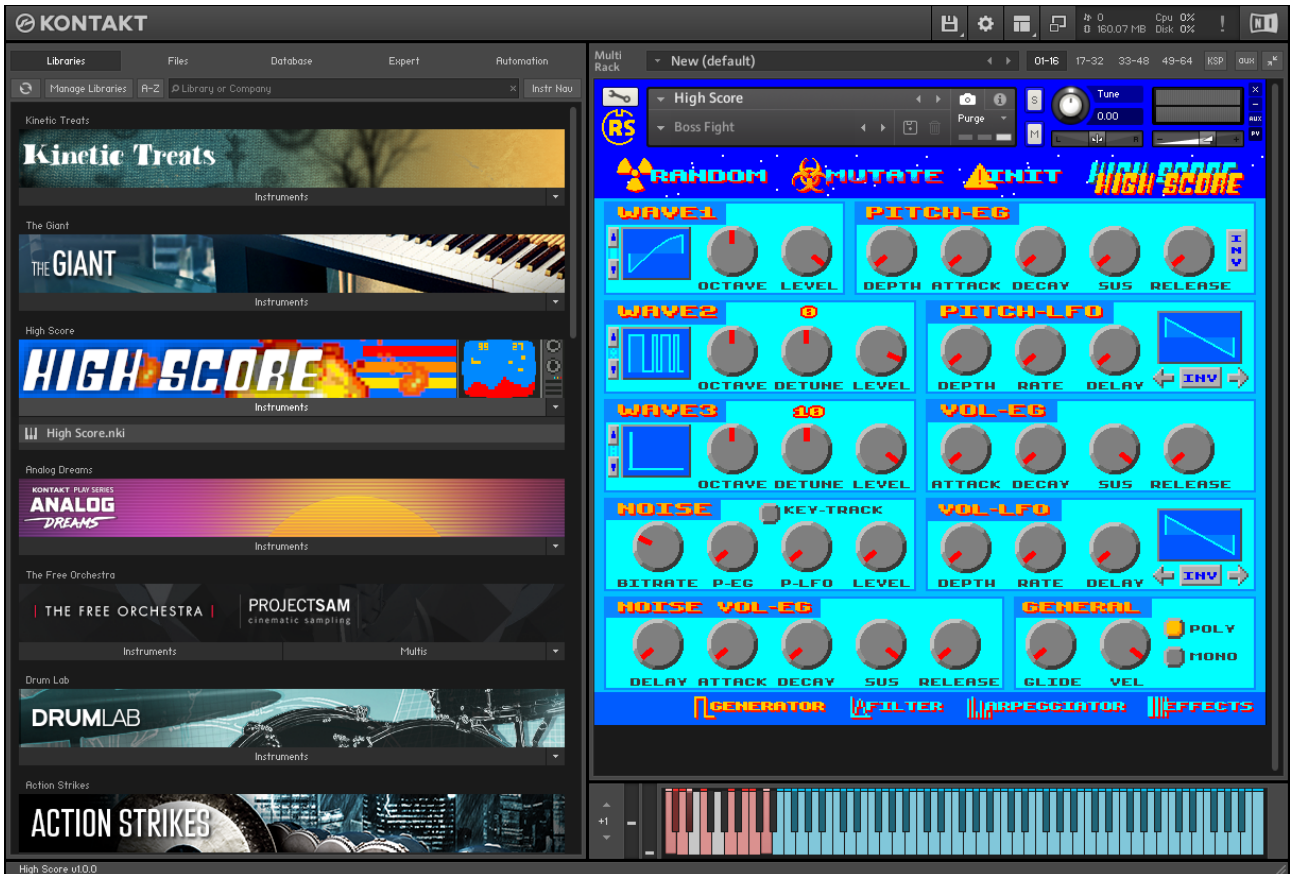 KONTAKT
0 Cpu 0%
0 160.07 MB Disk 0% !
Libraries Files Database Expert Automation
Manage Libraries A-Z Library or Company × Instr Nav
Kinetic Treats
Kinetic Treats
Instruments
The Giant
THE GIANT
Instruments
High Score
HIGH SCORE
Instruments
High Score.nki
Analog Dreams
KONTAKT PLAY SERIES
ANALOG
DREAMS
Instruments
The Free Orchestra
THE FREE ORCHESTRA
PROJECTSAM
cinematic sampling
Instruments Multis
Drum Lab
DRUMLAB
Instruments
Action Strikes
ACTION STRIKES
High Score v1.0.0
Multi
Rack
New (default) 01-16 17-32 33-48 49-64 KSP aux
High Score
RS
Boss Fight
Purge
S
M
Tune
0.00
L R
AUX
PV
RANDOM MUTATE INIT HIGH SCORE
WAVE1
OCTAVE LEVEL
PITCH-EG
DEPTH ATTACK DECAY SUS RELEASE
INV
WAVE2
OCTAVE DETUNE LEVEL
PITCH-LFO
DEPTH RATE DELAY INV
WAVE3 10
OCTAVE DETUNE LEVEL
VOL-EG
ATTACK DECAY SUS RELEASE
NOISE KEY-TRACK
BITRATE P-EG P-LFO LEVEL
VOL-LFO
DEPTH RATE DELAY INV
NOISE VOL-EG
DELAY ATTACK DECAY SUS RELEASE
GENERAL
POLY
MONO
GLIDE VEL
GENERATOR FILTER ARPEGGIATOR EFFECTS
+1